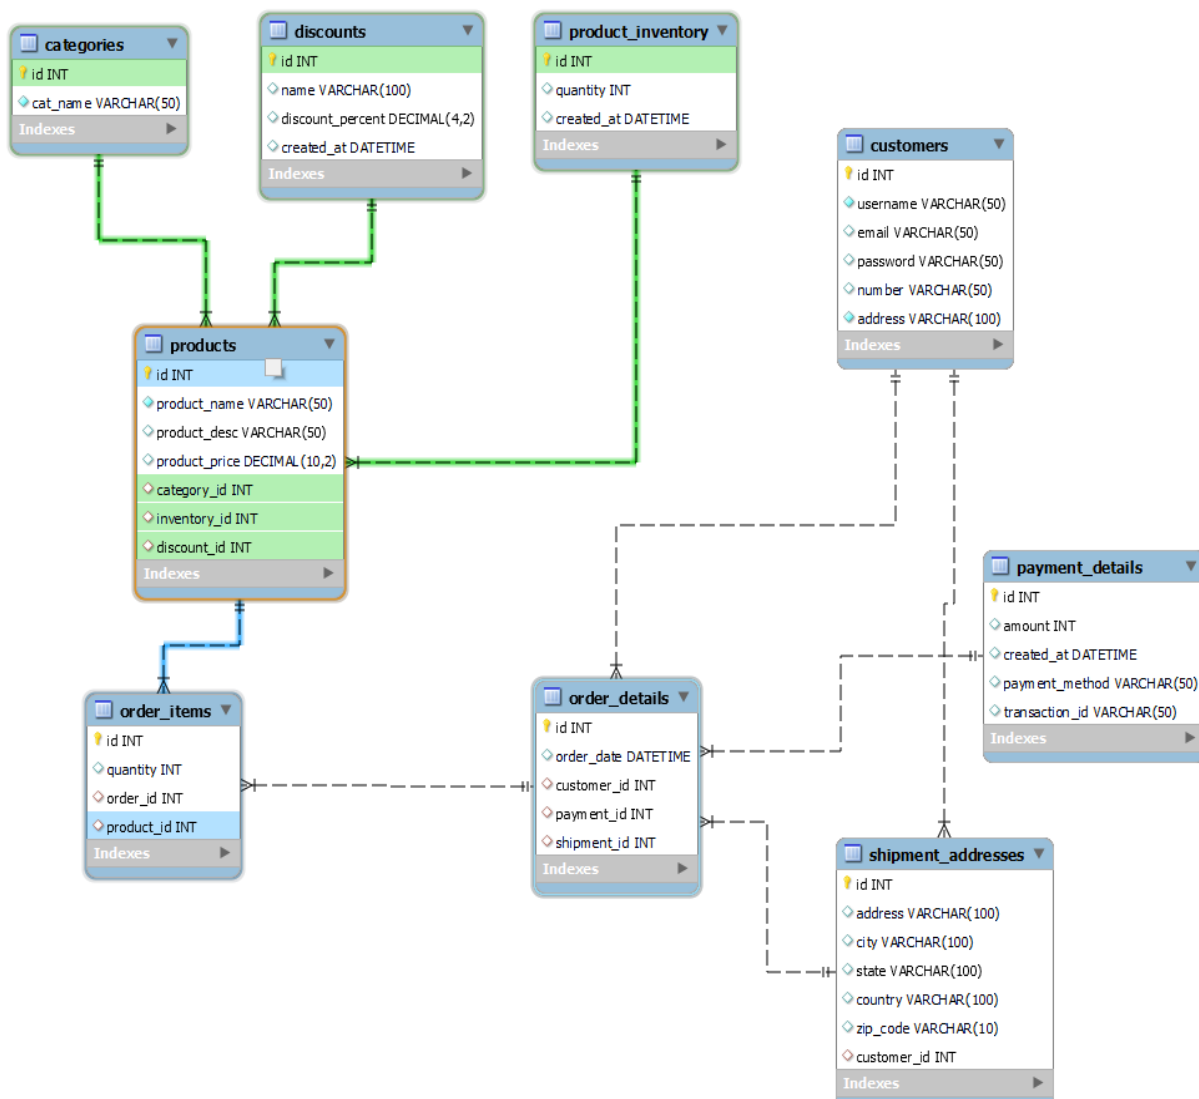 categories
id INT
cat_name VARCHAR(50)
Indexes
discounts
id INT
name VARCHAR(100)
discount_percent DECIMAL(4,2)
created_at DATETIME
Indexes
product_inventory
id INT
quantity INT
created_at DATETIME
Indexes
customers
id INT
username VARCHAR(50)
email VARCHAR(50)
password VARCHAR(50)
number VARCHAR(50)
address VARCHAR(100)
Indexes
products
id INT
product_name VARCHAR(50)
product_desc VARCHAR(50)
product_price DECIMAL(10,2)
category_id INT
inventory_id INT
discount_id INT
Indexes
payment_details
id INT
amount INT
created_at DATETIME
payment_method VARCHAR(50)
transaction_id VARCHAR(50)
Indexes
order_items
id INT
quantity INT
order_id INT
product_id INT
Indexes
order_details
id INT
order_date DATETIME
customer_id INT
payment_id INT
shipment_id INT
Indexes
shipment_addresses
id INT
address VARCHAR(100)
city VARCHAR(100)
state VARCHAR(100)
country VARCHAR(100)
zip_code VARCHAR(10)
customer_id INT
Indexes